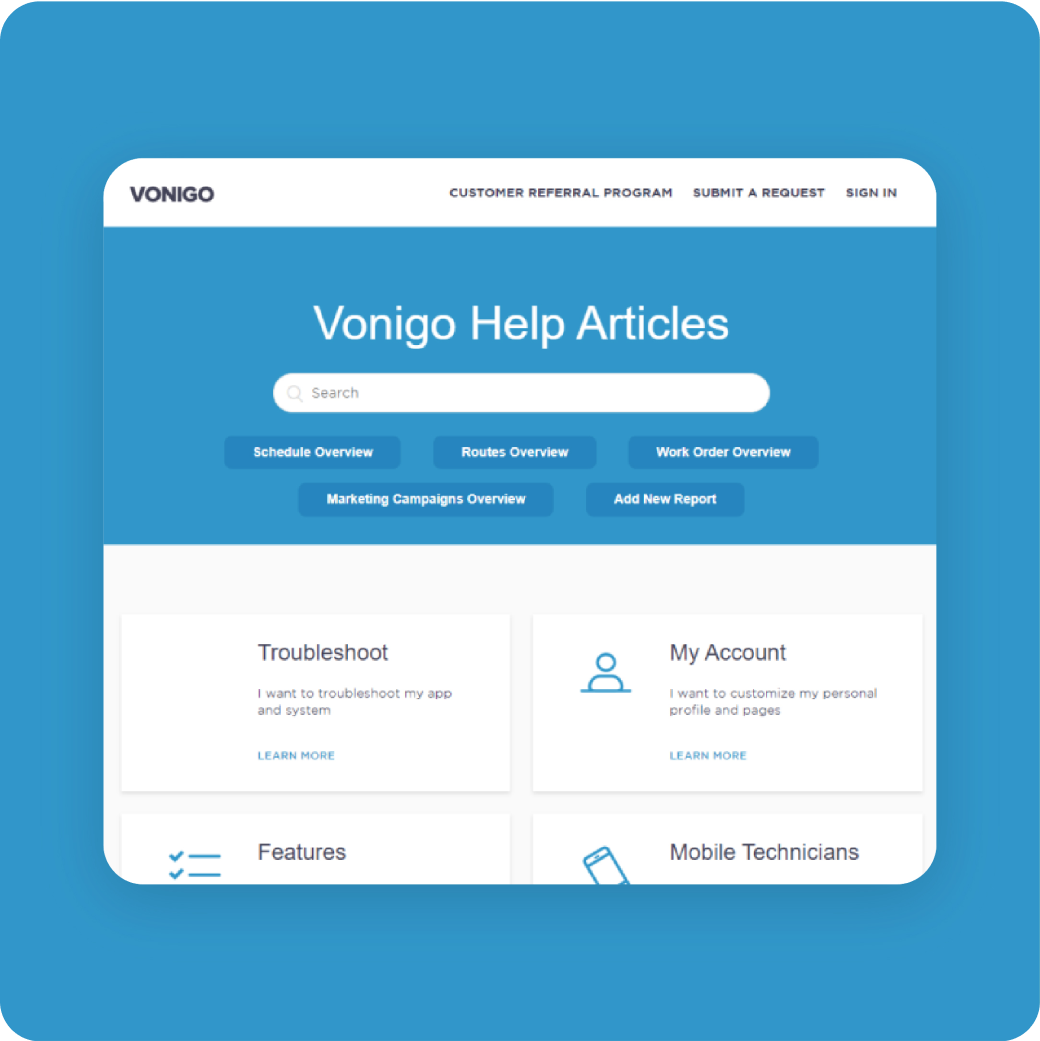 VONIGO
CUSTOMER REFERRAL PROGRAM SUBMIT A REQUEST SIGN IN
Vonigo Help Articles
Search
Schedule Overview Routes Overview Work Order Overview
Marketing Campaigns Overview Add New Report
Troubleshoot
I want to troubleshoot my app
and system
LEARN MORE
My Account
I want to customize my personal
profile and pages
LEARN MORE
Features
Mobile Technicians